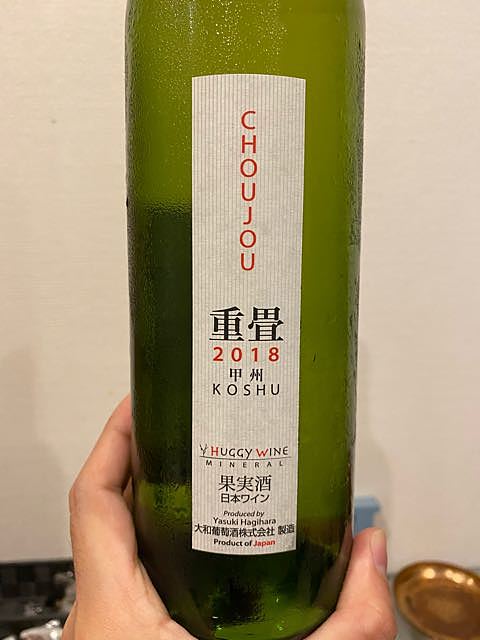 CHOUJOU
重畳
2018
甲州
KOSHU
HUGGY WINE
MINERAL
果実酒
日本ワイン
Produced by
Yasuki Hagihara
大和葡萄酒株式会社 製造
Product of Japan